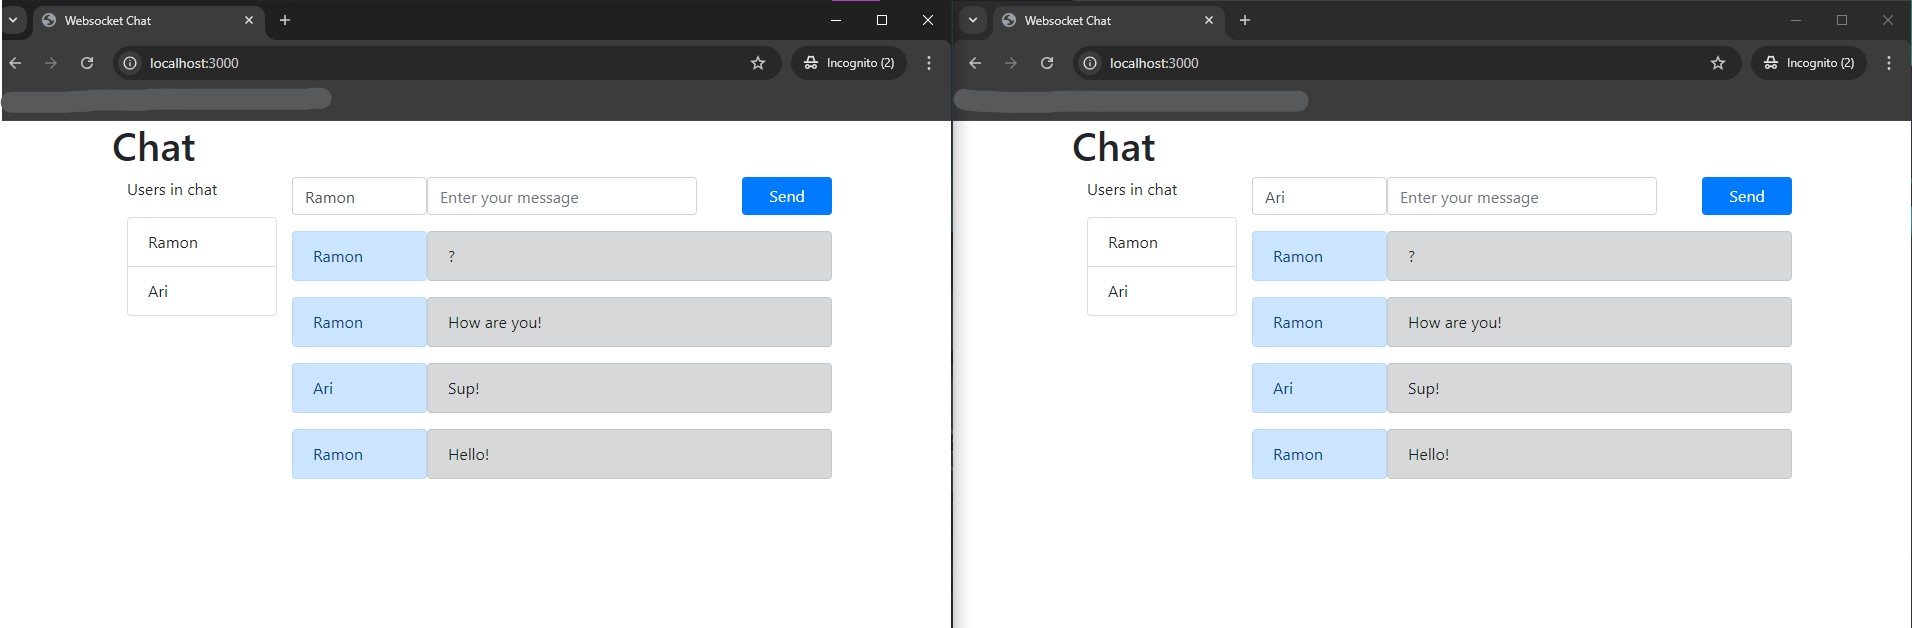 Websocket Chat
localhost:3000
Incognito (2)
Chat
Users in chat
Ramon
Ari
Ramon
Enter your message
Send
Ramon
?
Ramon
How are you!
Ari
Sup!
Ramon
Hello!
Websocket Chat
localhost:3000
Incognito (2)
Chat
Users in chat
Ramon
Ari
Ari
Enter your message
Send
Ramon
?
Ramon
How are you!
Ari
Sup!
Ramon
Hello!